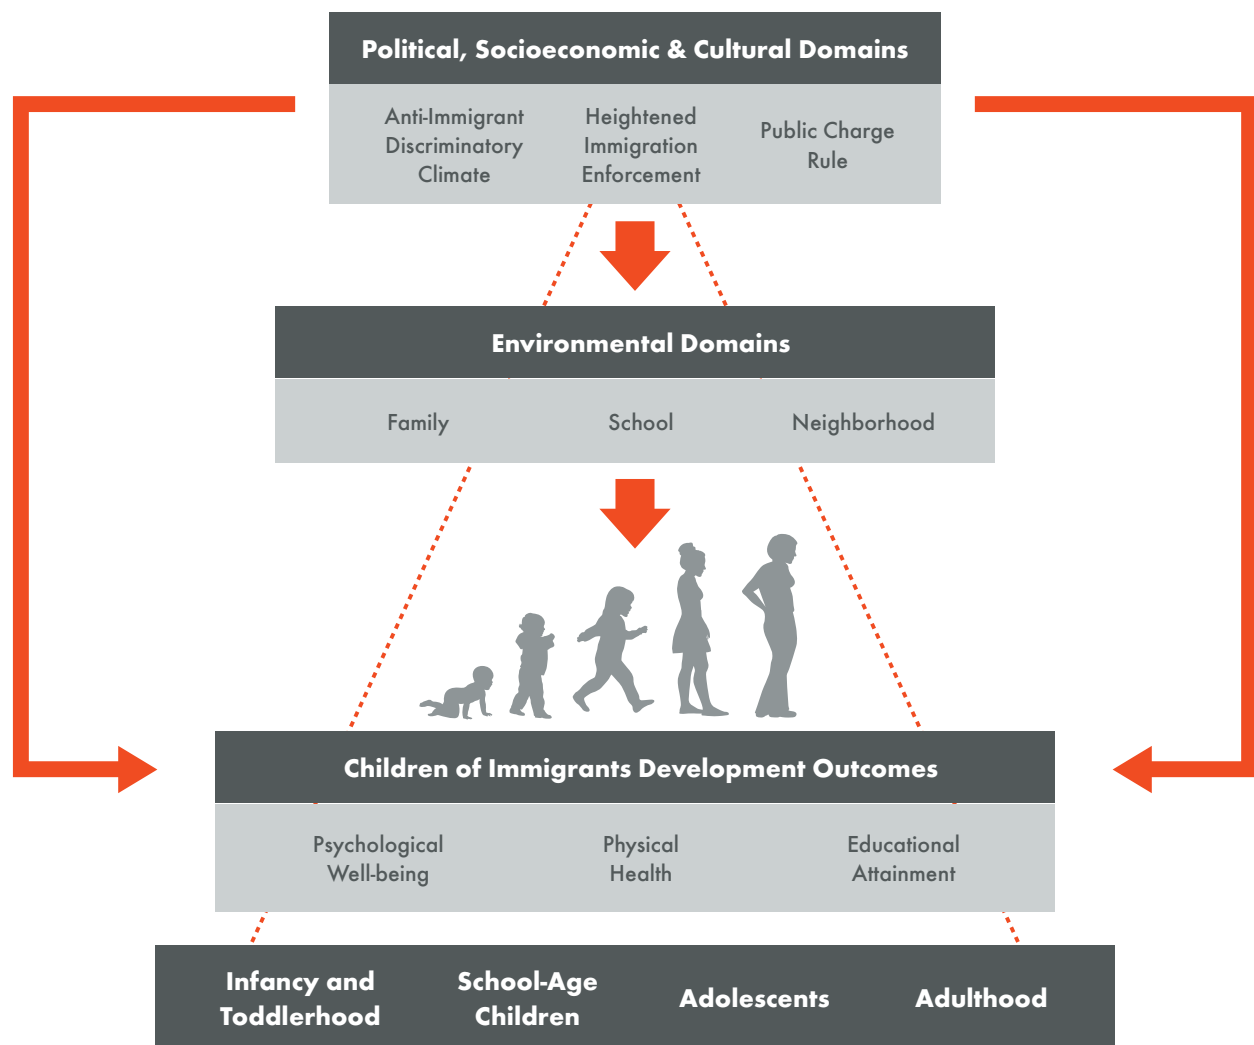 Political, Socioeconomic & Cultural Domains
Anti-Immigrant
Discriminatory
Climate
Heightened
Immigration
Enforcement
Public Charge
Rule
Environmental Domains
Family
School
Neighborhood
Children of Immigrants Development Outcomes
Psychological
Well-being
Physical
Health
Educational
Attainment
Infancy and
Toddlerhood
School-Age
Children
Adolescents
Adulthood